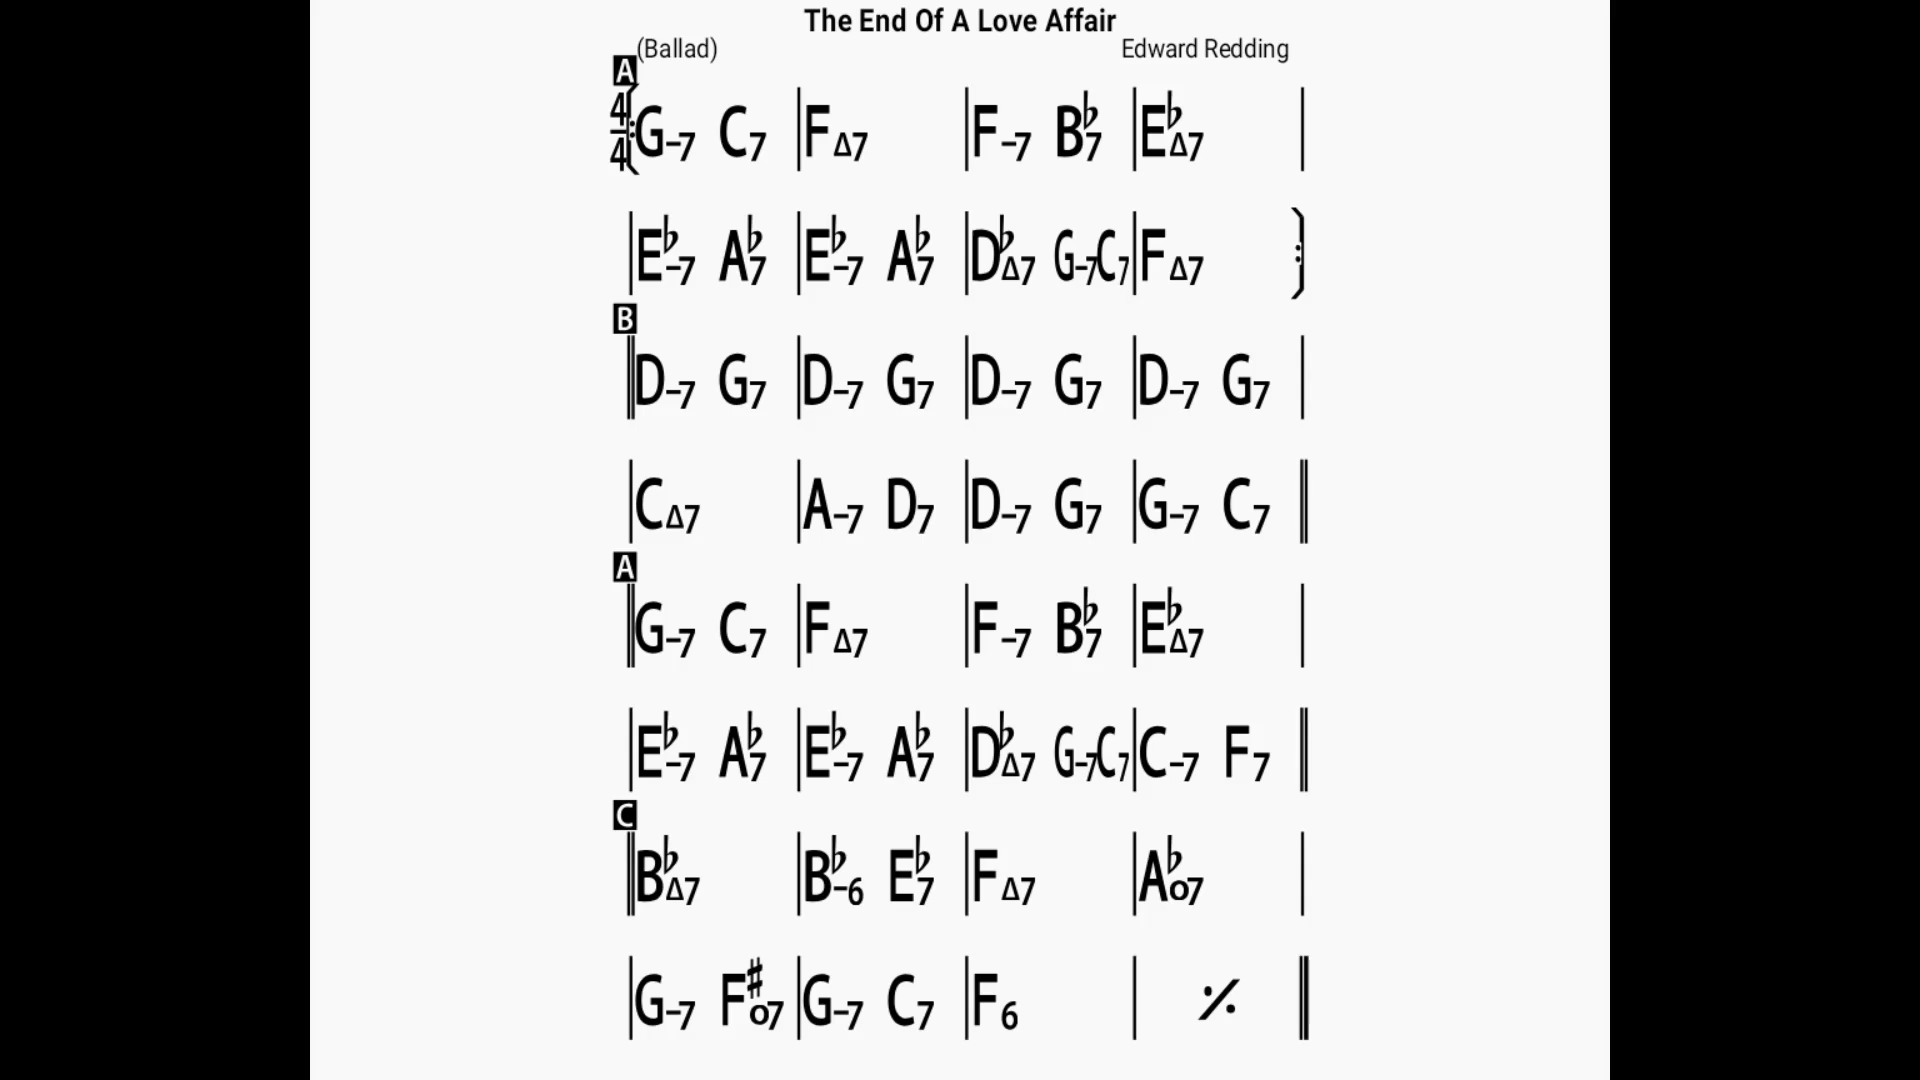 The End Of A Love Affair
(Ballad) Edward Redding
A
4/4 G-7 C7 | FΔ7 | F-7 B♭7 | E♭Δ7 |
| E♭-7 A♭7 | E♭-7 A♭7 | D♭Δ7 G-7 C7 | FΔ7
B
D-7 G7 | D-7 G7 | D-7 G7 | D-7 G7 |
| CΔ7 | A-7 D7 | D-7 G7 | G-7 C7
A
G-7 C7 | FΔ7 | F-7 B♭7 | E♭Δ7 |
| E♭-7 A♭7 | E♭-7 A♭7 | D♭Δ7 G-7 C7 | C-7 F7
C
B♭Δ7 | B♭-6 E♭7 | FΔ7 | A♭o7 |
| G-7 F♯o7 | G-7 C7 | F6 | 𝄎